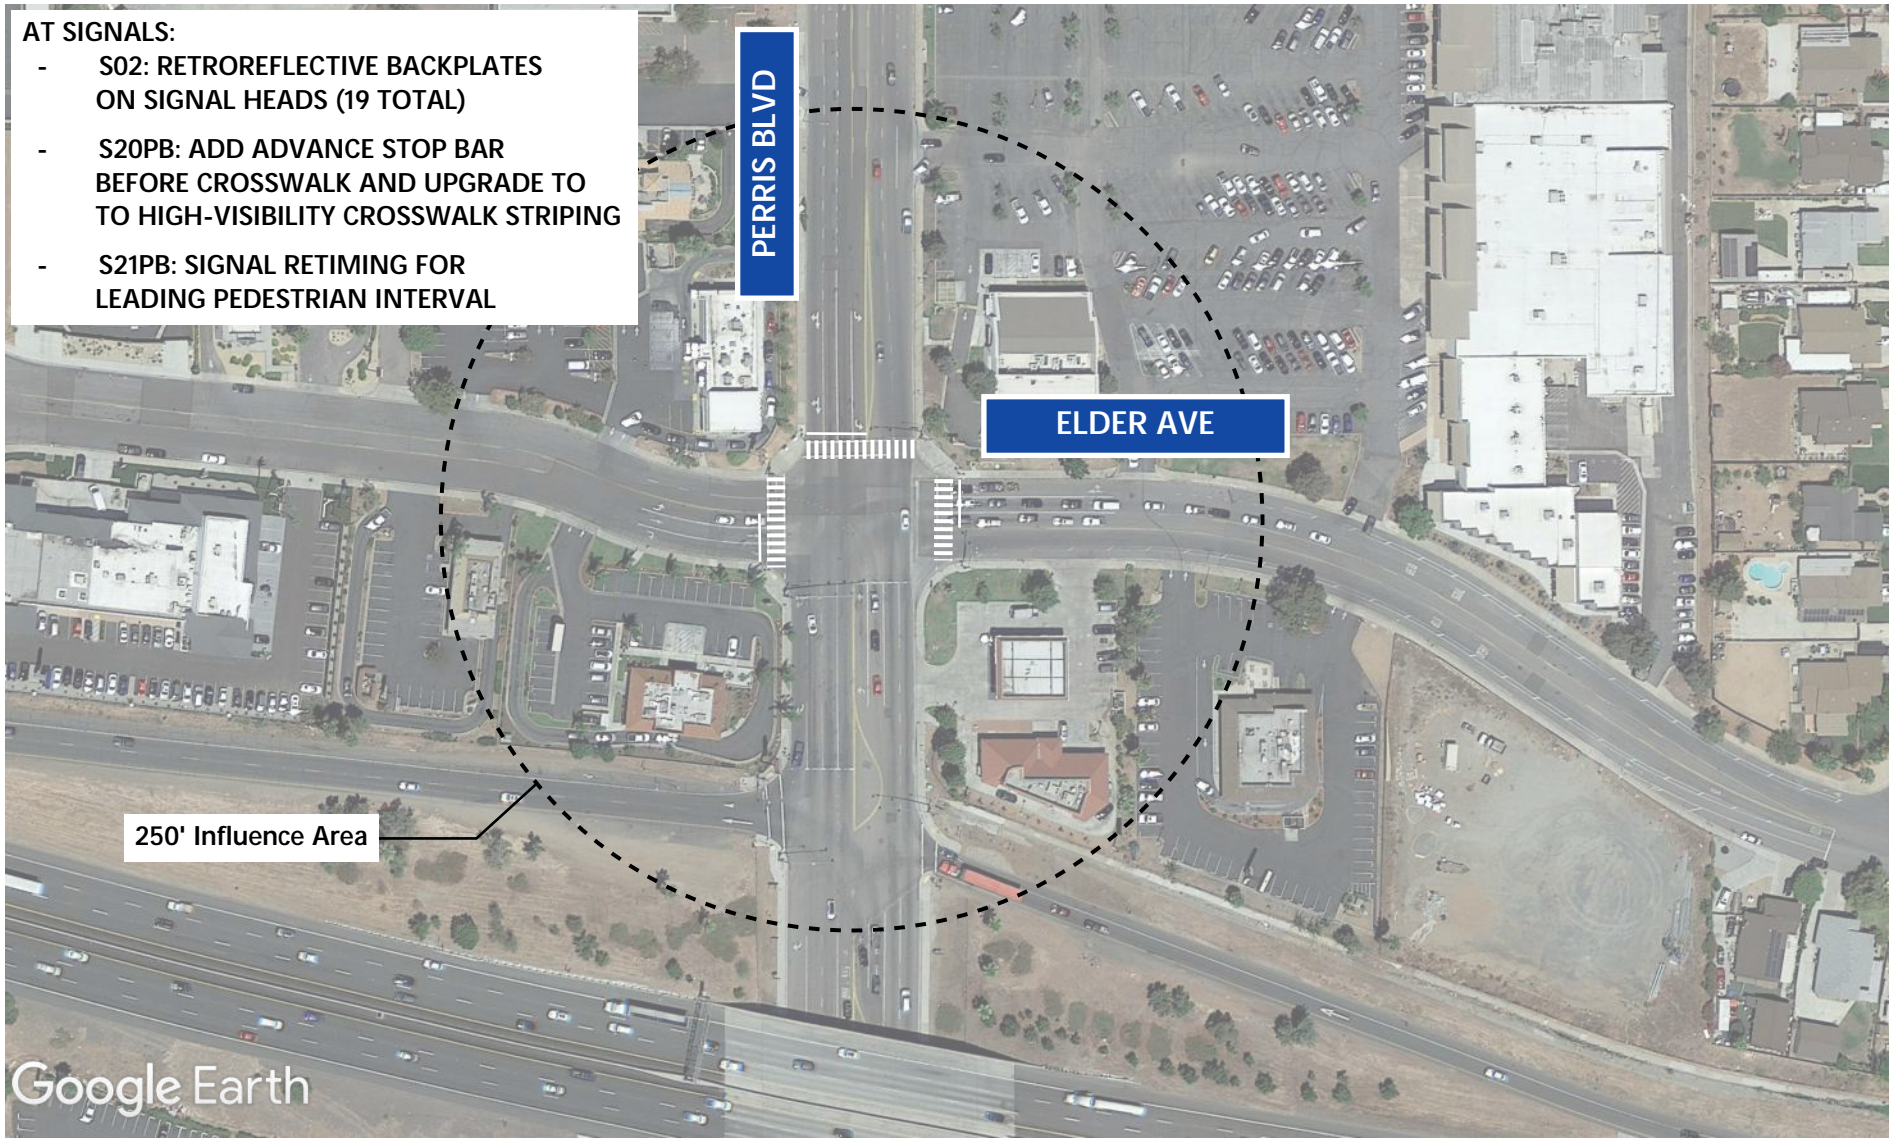 AT SIGNALS:
- S02: RETROREFLECTIVE BACKPLATES
ON SIGNAL HEADS (19 TOTAL)
- S20PB: ADD ADVANCE STOP BAR
BEFORE CROSSWALK AND UPGRADE TO
TO HIGH-VISIBILITY CROSSWALK STRIPING
- S21PB: SIGNAL RETIMING FOR
LEADING PEDESTRIAN INTERVAL
PERRIS BLVD
ELDER AVE
250' Influence Area
Google Earth